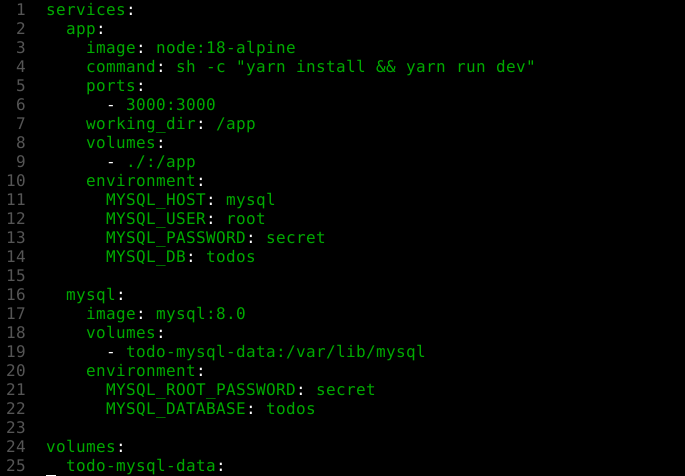 1 services:
2   app:
3     image: node:18-alpine
4     command: sh -c "yarn install && yarn run dev"
5     ports:
6       - 3000:3000
7     working_dir: /app
8     volumes:
9       - ./:/app
10     environment:
11       MYSQL_HOST: mysql
12       MYSQL_USER: root
13       MYSQL_PASSWORD: secret
14       MYSQL_DB: todos
15
16   mysql:
17     image: mysql:8.0
18     volumes:
19       - todo-mysql-data:/var/lib/mysql
20     environment:
21       MYSQL_ROOT_PASSWORD: secret
22       MYSQL_DATABASE: todos
23
24 volumes:
25   todo-mysql-data: